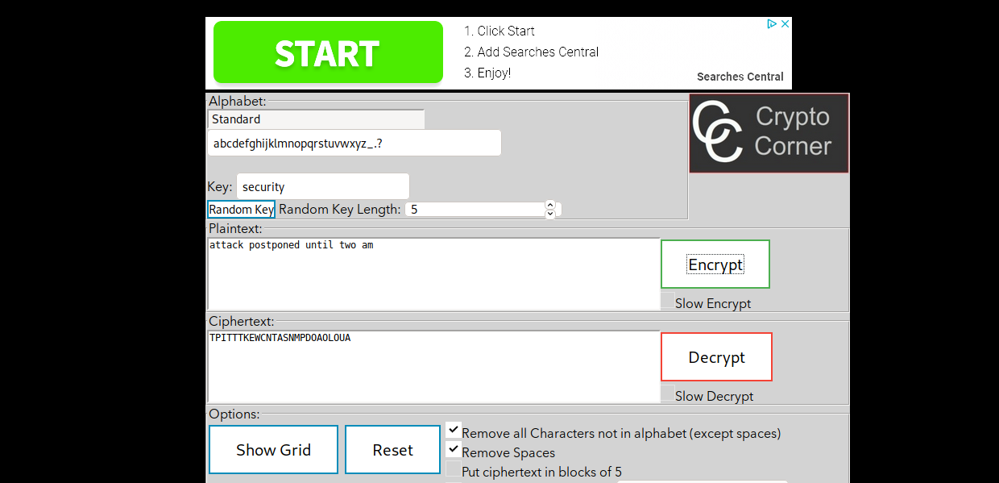 START
1. Click Start
2. Add Searches Central
3. Enjoy!
Searches Central
Alphabet:
Standard
abcdefghijklmnopqrstuvwxyz_.?
Crypto
Corner
Key: security
Random Key Random Key Length: 5
Plaintext:
attack postponed until two am
Encrypt
Slow Encrypt
Ciphertext:
TPITTTKEWCNTASNMPDOAOLOUA
Decrypt
Slow Decrypt
Options:
Show Grid
Reset
Remove all Characters not in alphabet (except spaces)
Remove Spaces
Put ciphertext in blocks of 5